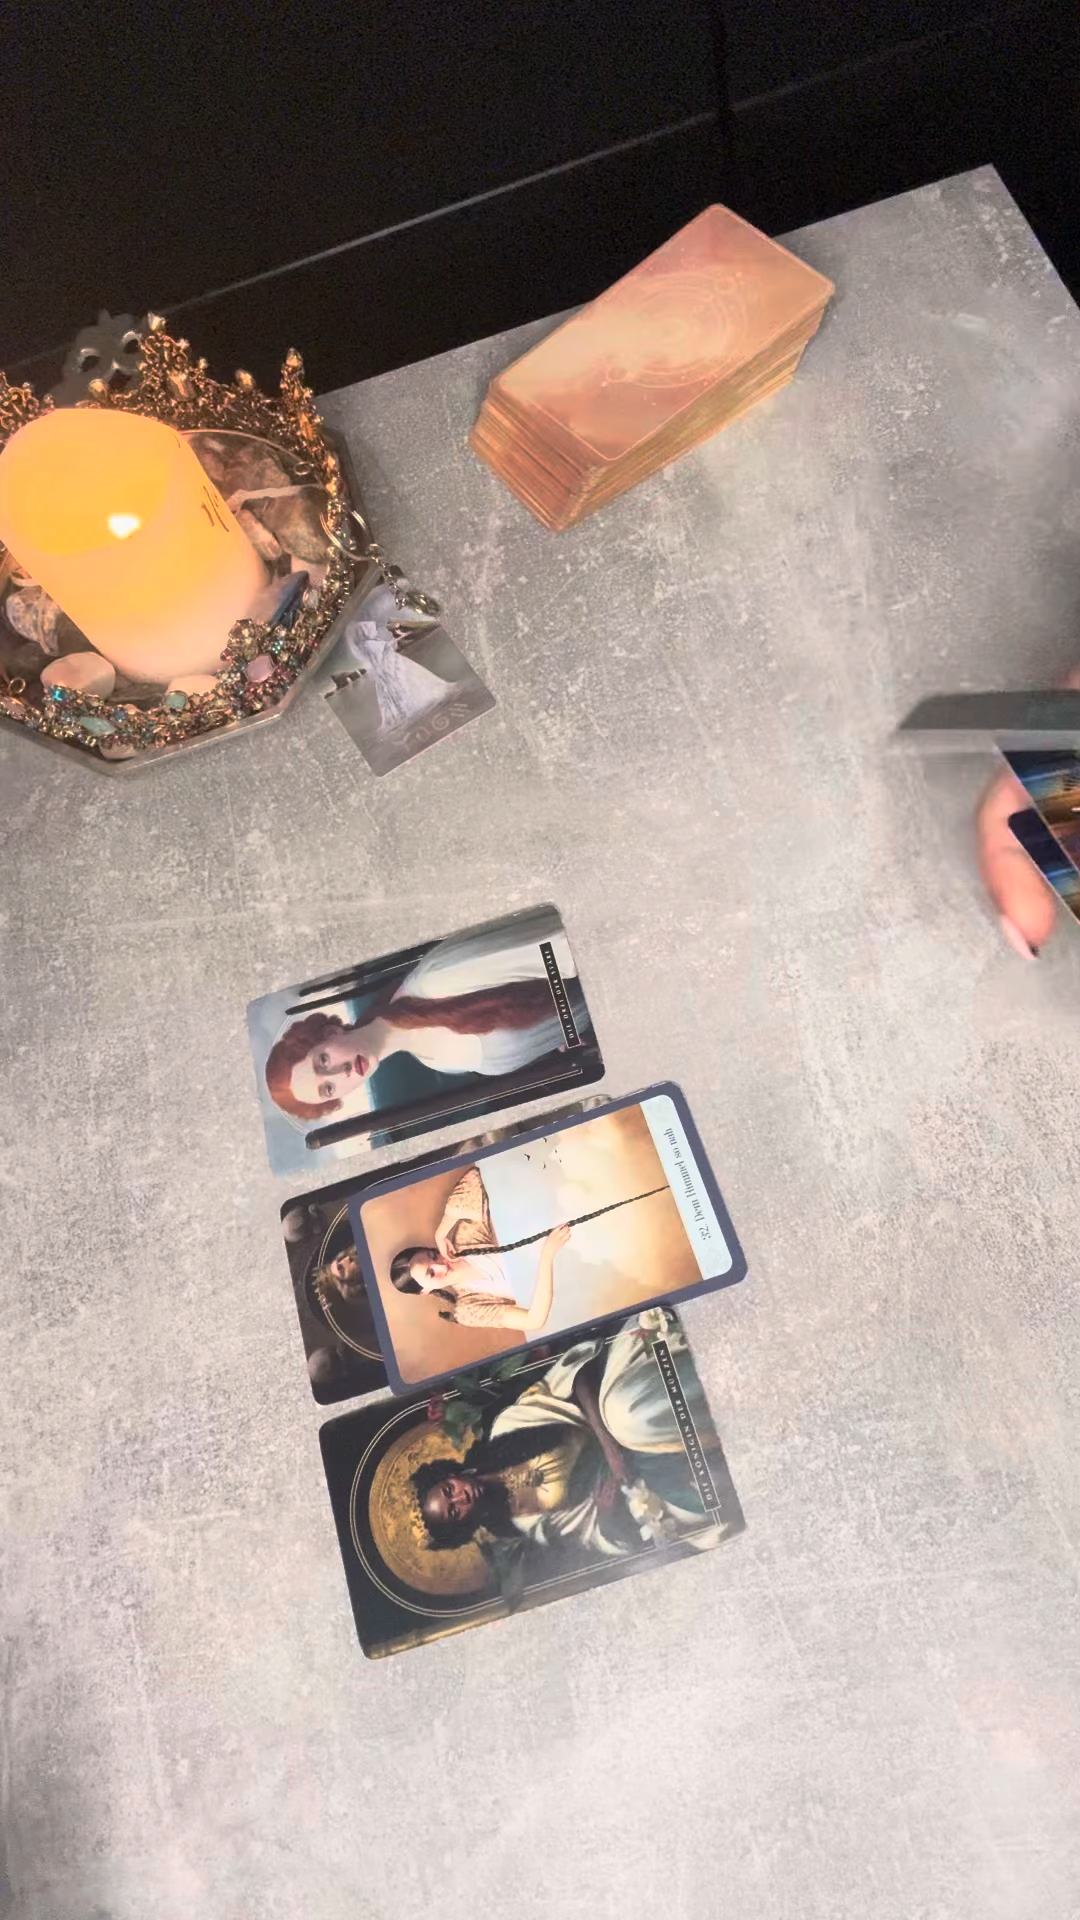 DIE DREI DER STÄBE
32. Dem Himmel so nah
DIE KÖNIGIN DER MÜNZEN